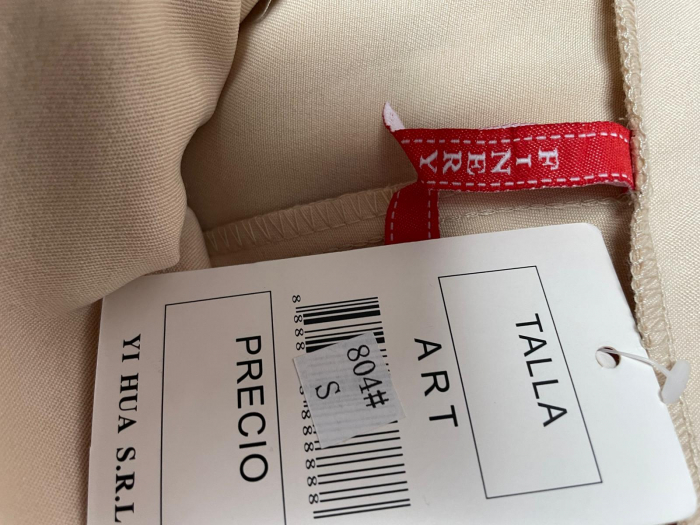 FINERY
TALLA
ART
804#
S
PRECIO
YI HUA S.R.L